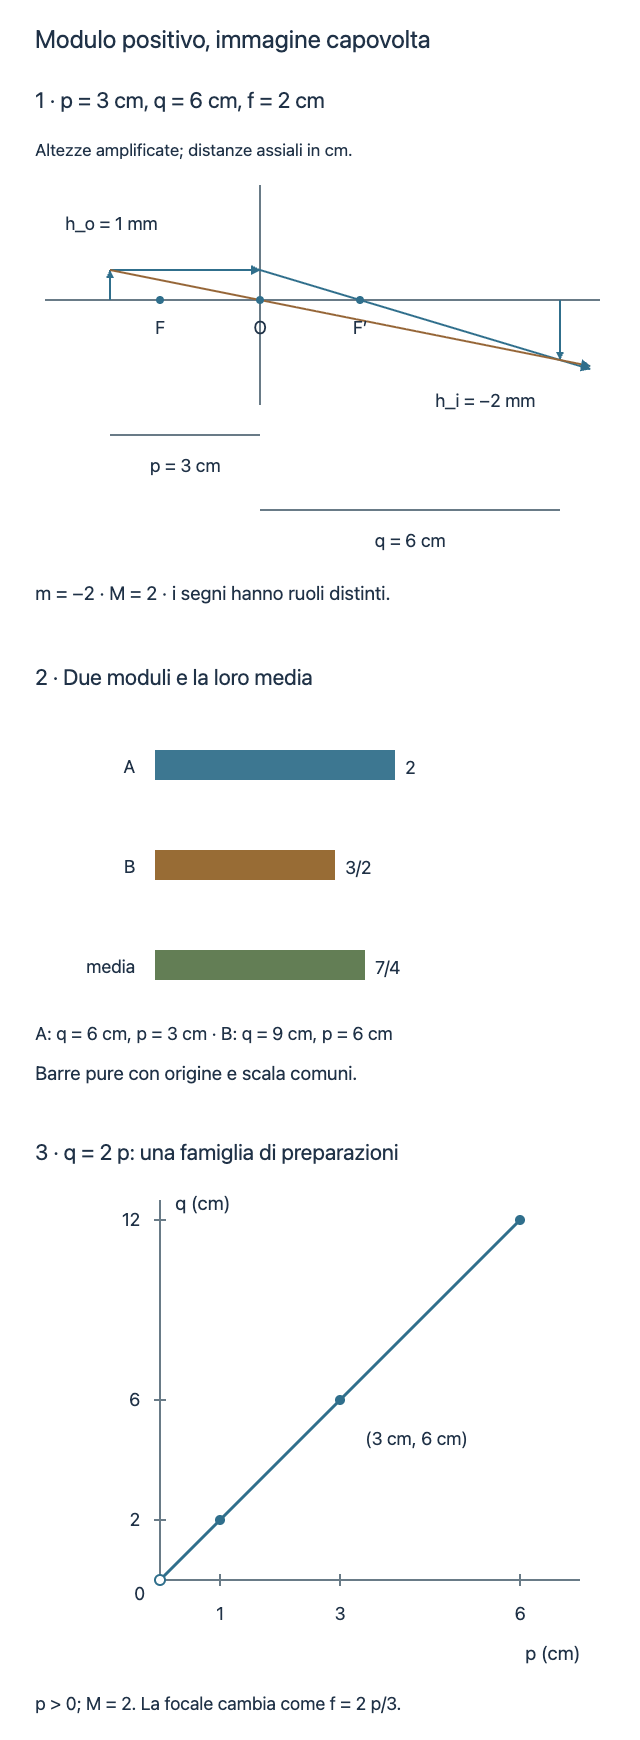 Modulo positivo, immagine capovolta
1 · p = 3 cm, q = 6 cm, f = 2 cm
Altezze amplificate; distanze assiali in cm.
h_o = 1 mm
F
O
F′
h_i = −2 mm
p = 3 cm
q = 6 cm
m = −2 · M = 2 · i segni hanno ruoli distinti.
2 · Due moduli e la loro media
A
2
B
3/2
media
7/4
A: q = 6 cm, p = 3 cm · B: q = 9 cm, p = 6 cm
Barre pure con origine e scala comuni.
3 · q = 2 p: una famiglia di preparazioni
q (cm)
12
6
(3 cm, 6 cm)
2
0
1
3
6
p (cm)
p > 0; M = 2. La focale cambia come f = 2 p/3.